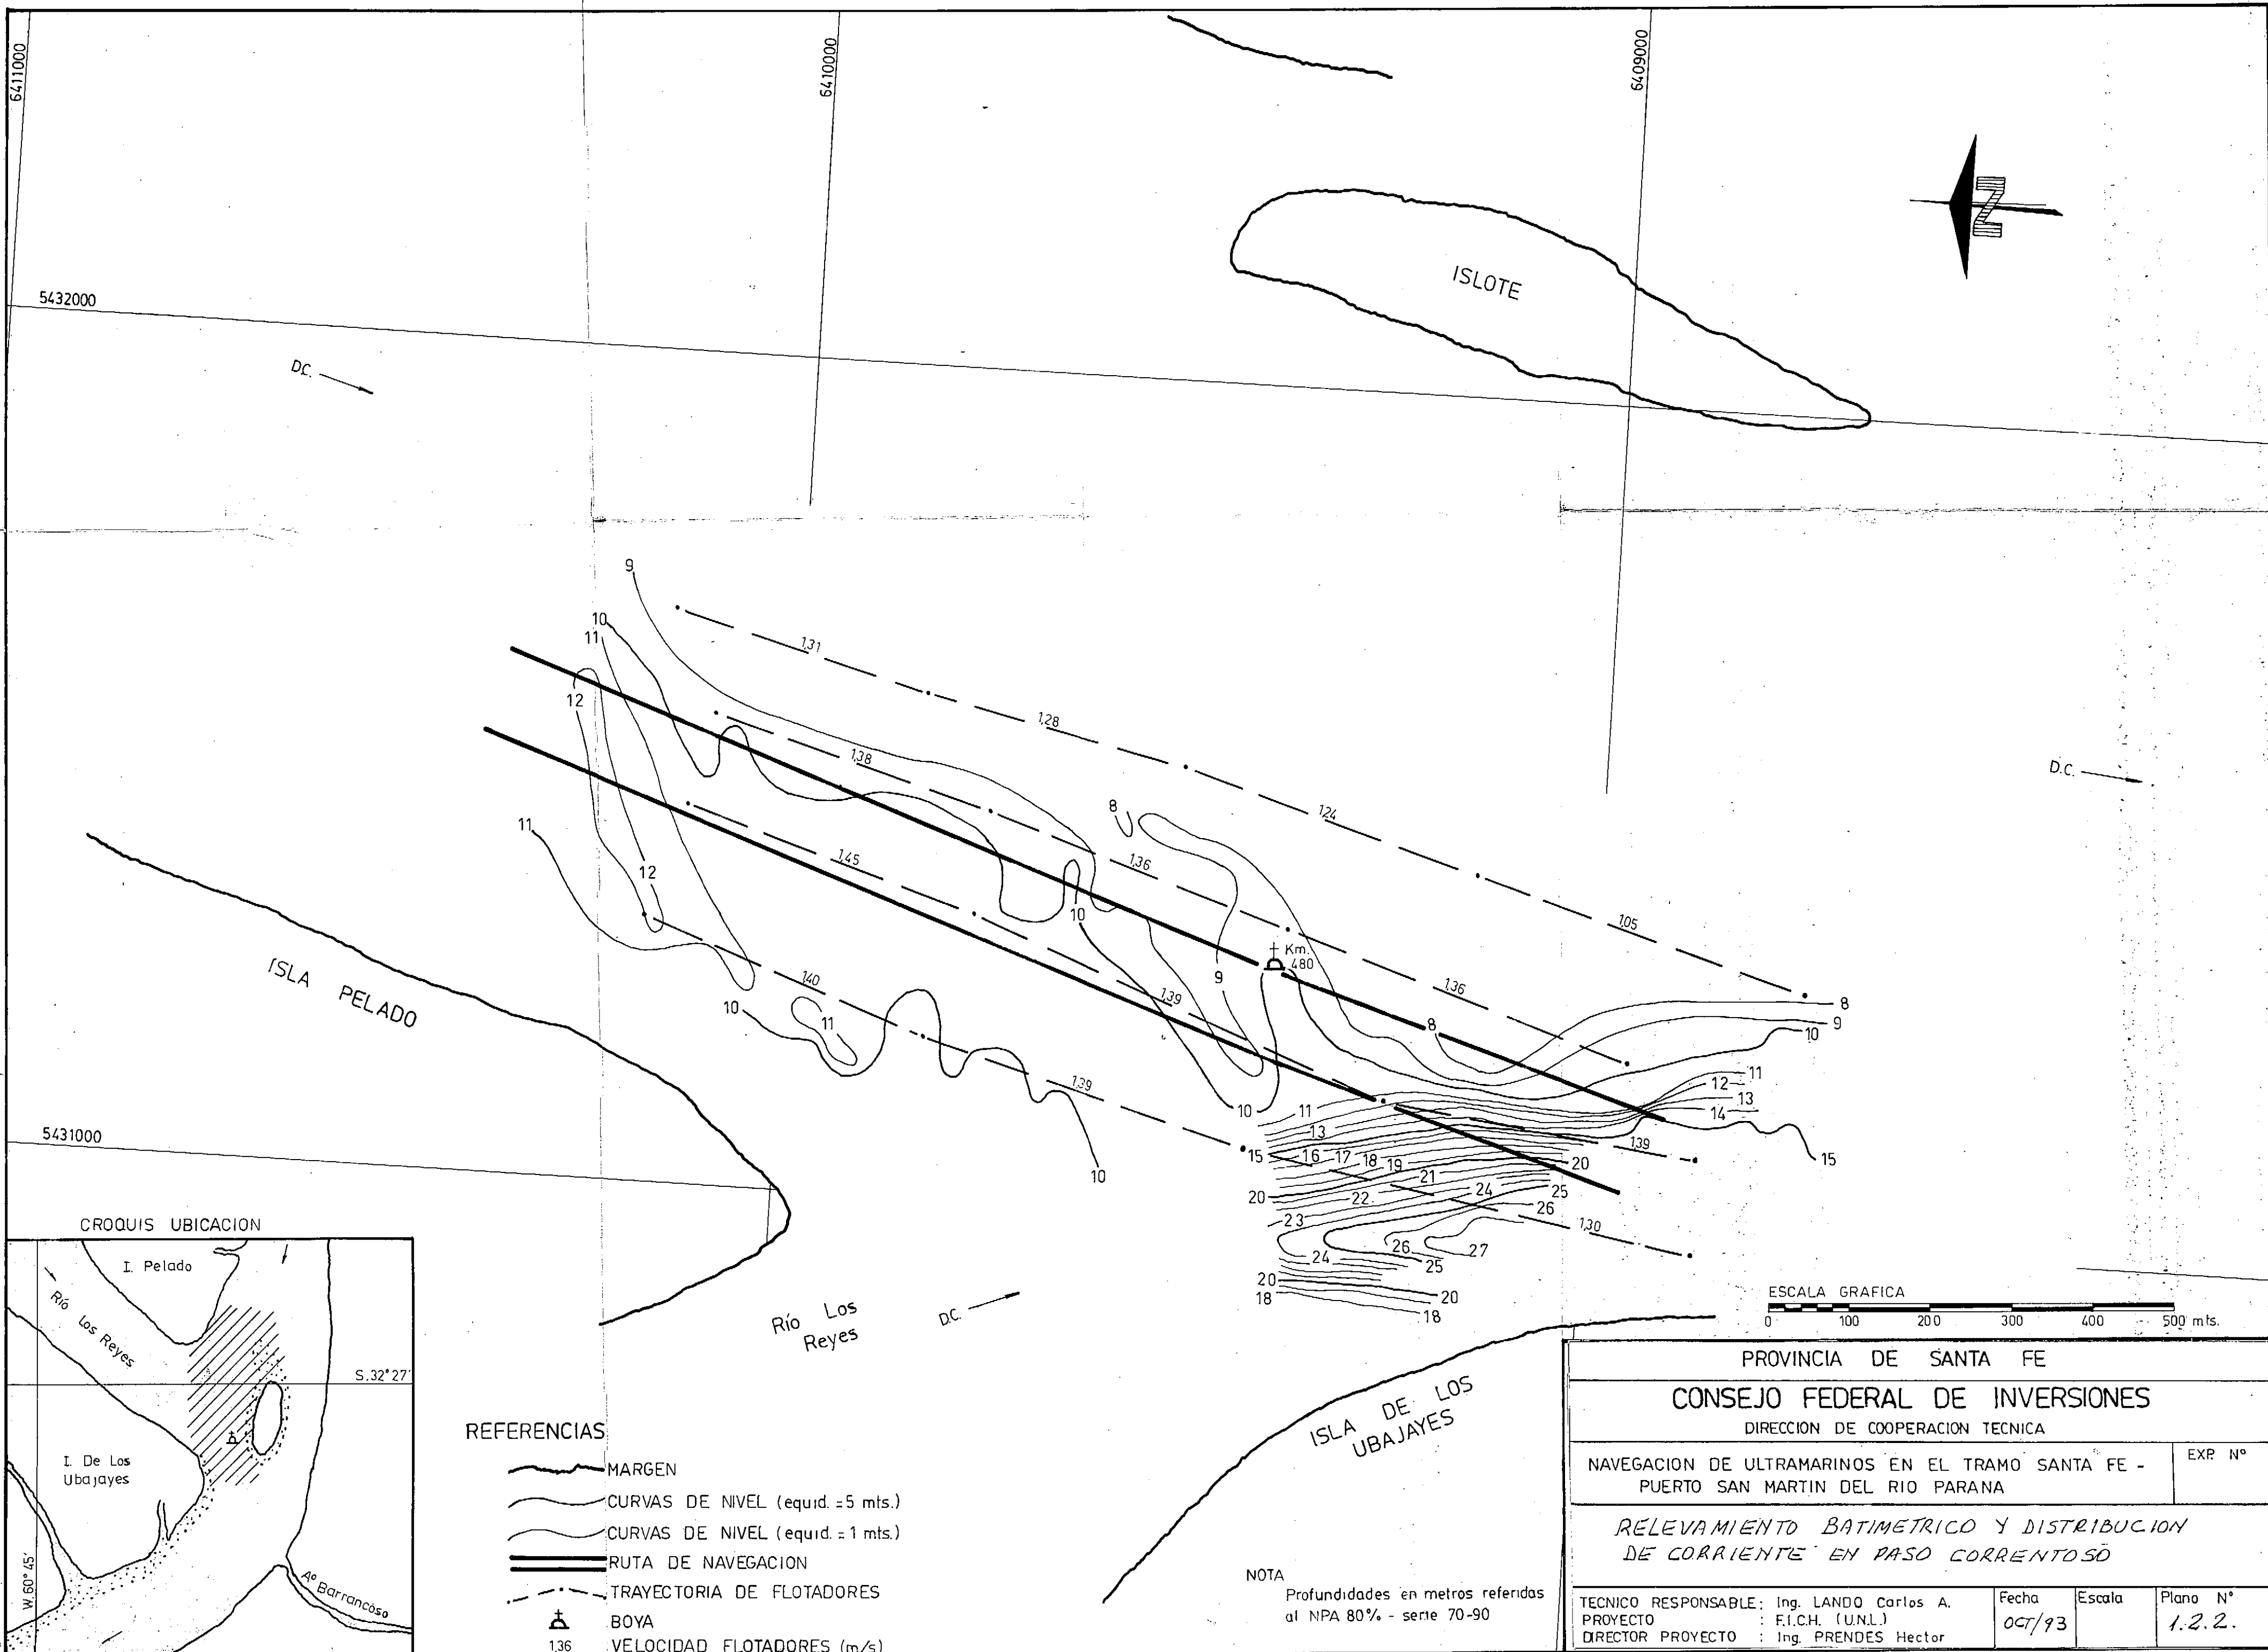 6411000
6410000
6409000
N
ISLOTE
5432000
D.C.
D.C.
9
10
11
12
1,31
1,28
1,38
1,24
8
11
12
1,45
1,36
1,05
10
Km.
480
9
1,36
8
8
9
10
1,40
1,39
10
11
ISLA PELADO
1,39
10
11
12
11
13
14
13
5431000
10
15
16
17
18
19
20
1,39
15
20
21
22
24
25
23
26
1,30
24
26
27
25
20
20
18
18
Río Los
Reyes
D.C.
ISLA DE LOS
UBAJAYES
ESCALA GRAFICA
0 100 200 300 400 500 mts.
CROQUIS UBICACION
I. Pelado
Río Los Reyes
S.32°27'
I. De Los
Ubajayes
W.60°45'
A° Barrancoso
REFERENCIAS
MARGEN
CURVAS DE NIVEL (equid. = 5 mts.)
CURVAS DE NIVEL (equid. = 1 mts.)
RUTA DE NAVEGACION
TRAYECTORIA DE FLOTADORES
BOYA
1,36 VELOCIDAD FLOTADORES (m/s)
NOTA
Profundidades en metros referidas
al NPA 80% - serie 70-90
PROVINCIA DE SANTA FE
CONSEJO FEDERAL DE INVERSIONES
DIRECCION DE COOPERACION TECNICA
NAVEGACION DE ULTRAMARINOS EN EL TRAMO SANTA FE -
PUERTO SAN MARTIN DEL RIO PARANA
EXP. N°
RELEVAMIENTO BATIMETRICO Y DISTRIBUCION
DE CORRIENTE EN PASO CORRENTOSO
TECNICO RESPONSABLE: Ing. LANDO Carlos A.
PROYECTO : F.I.C.H. (U.N.L.)
DIRECTOR PROYECTO : Ing. PRENDES Hector
Fecha
OCT/93
Escala
Plano N°
1.2.2.